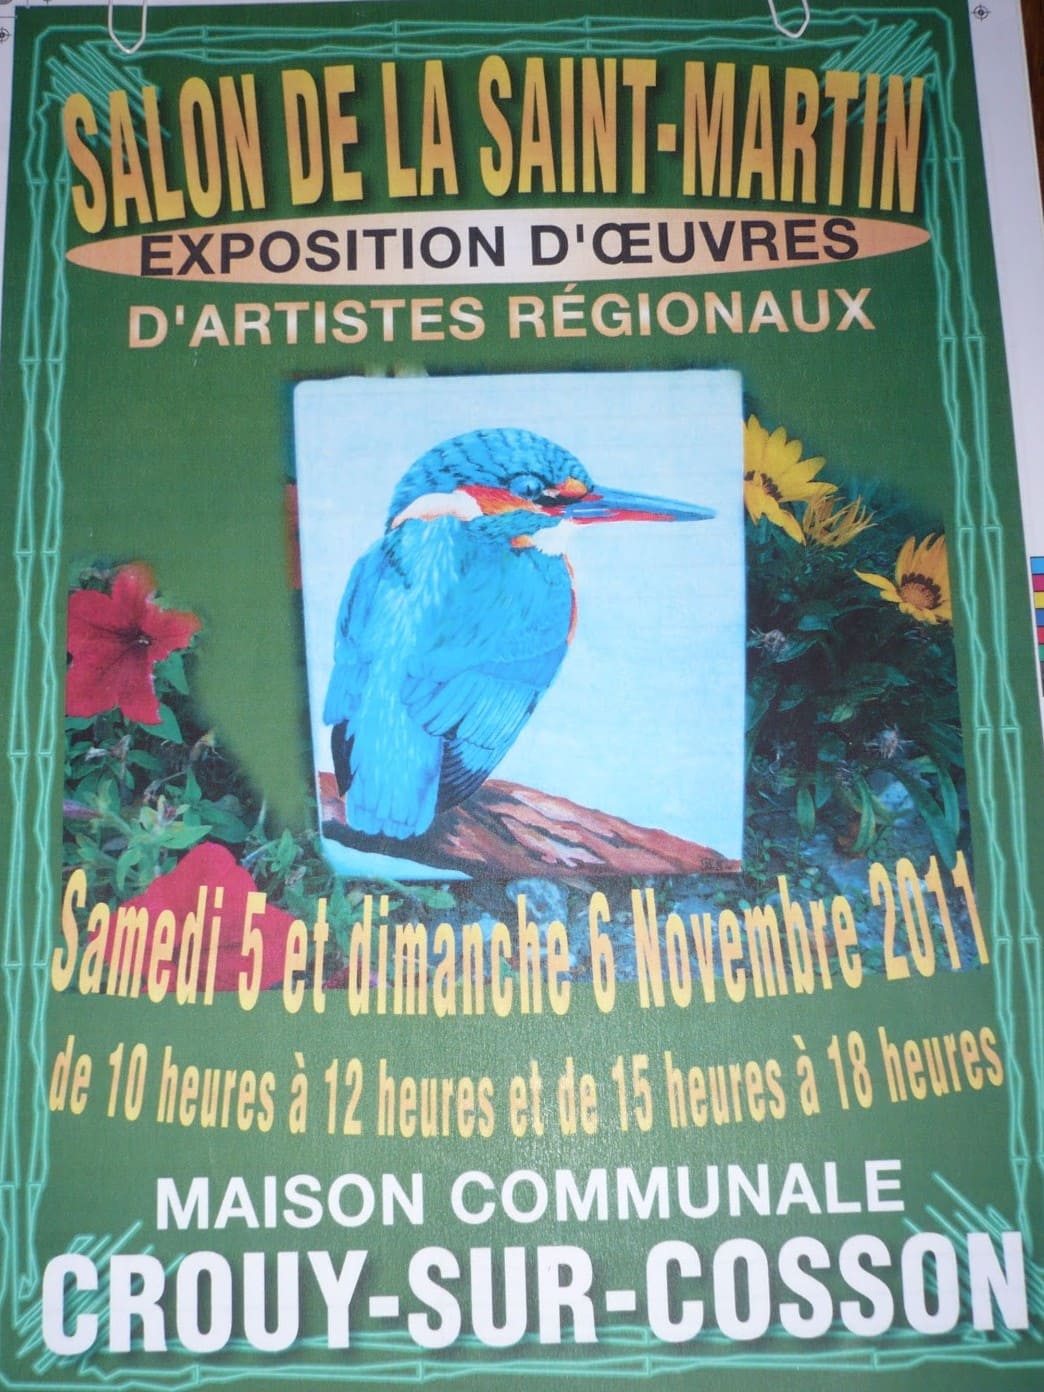 SALON DE LA SAINT-MARTIN
EXPOSITION D'ŒUVRES
D'ARTISTES RÉGIONAUX
Samedi 5 et dimanche 6 Novembre 2011
de 10 heures à 12 heures et de 15 heures à 18 heures
MAISON COMMUNALE
CROUY-SUR-COSSON